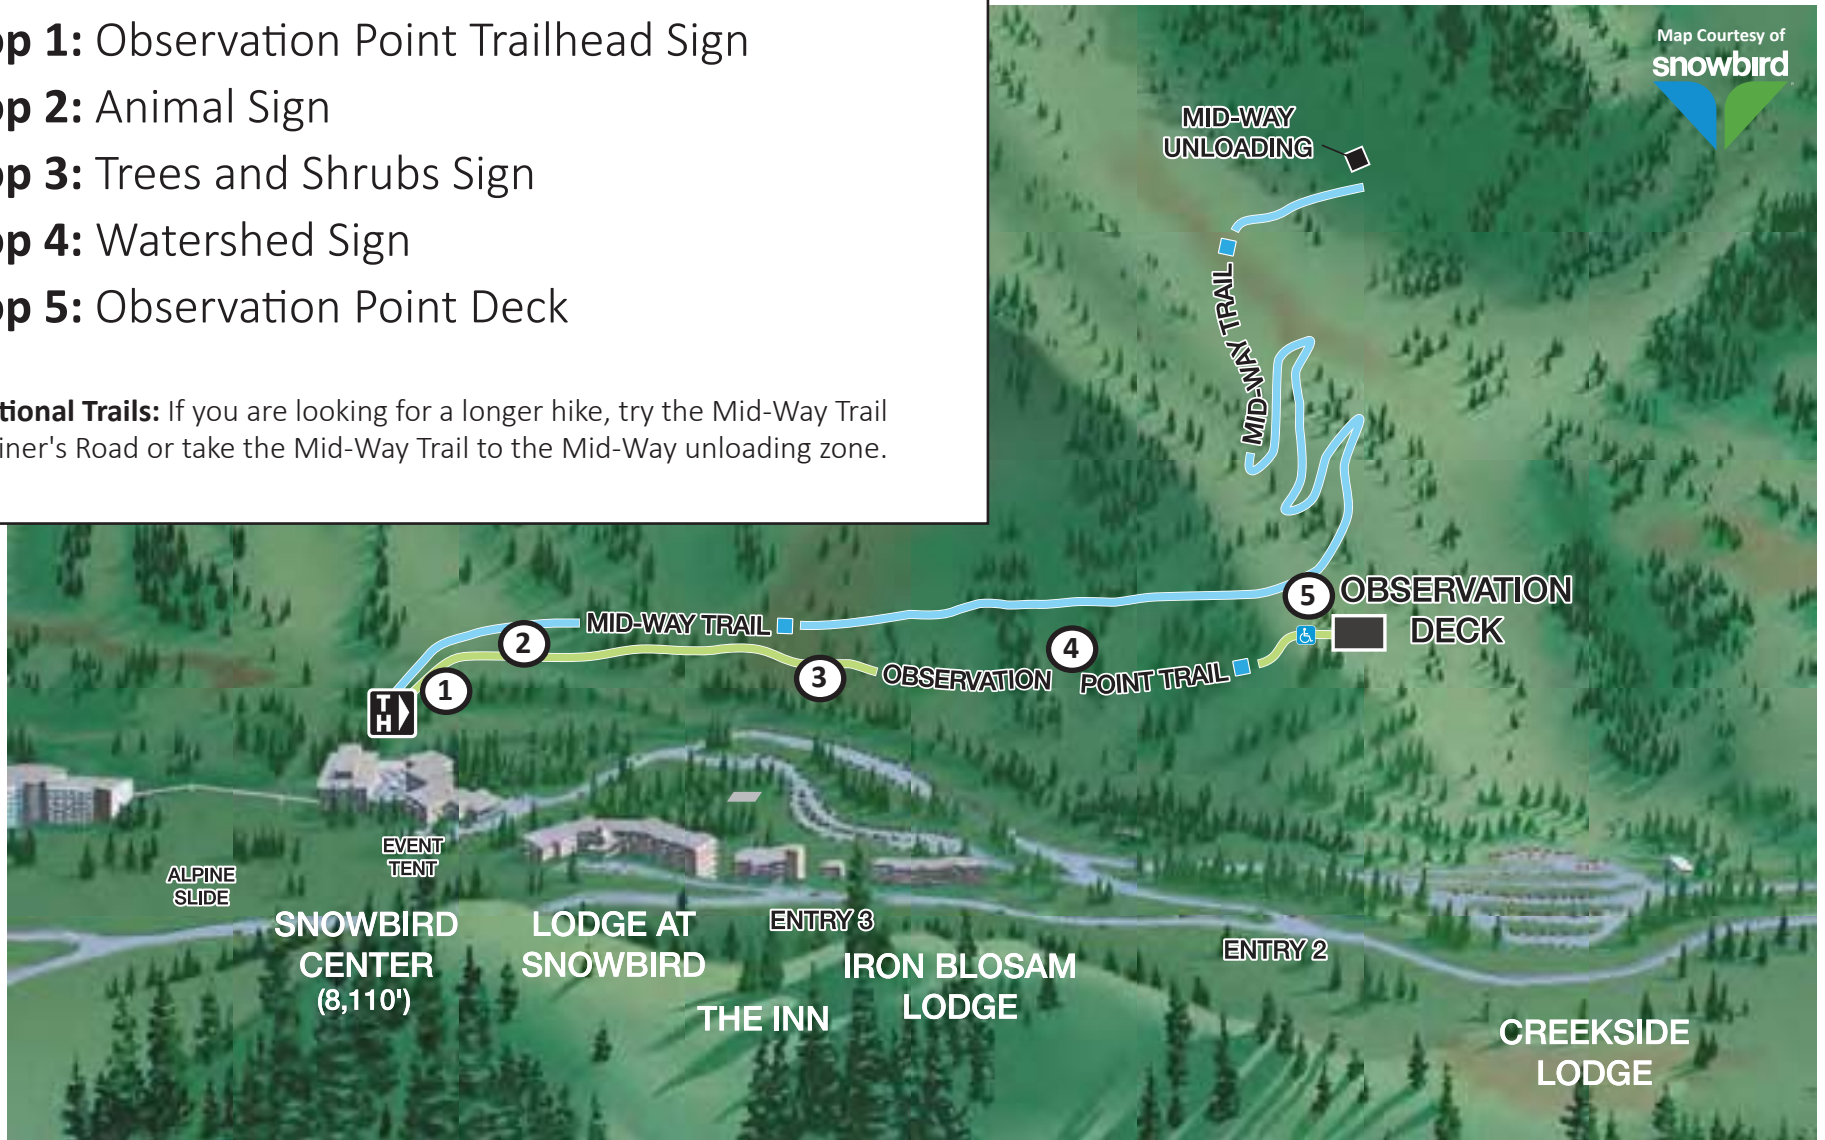 op 1: Observation Point Trailhead Sign
op 2: Animal Sign
op 3: Trees and Shrubs Sign
op 4: Watershed Sign
op 5: Observation Point Deck
tional Trails: If you are looking for a longer hike, try the Mid-Way Trail
iner's Road or take the Mid-Way Trail to the Mid-Way unloading zone.
Map Courtesy of
snowbird
MID-WAY
UNLOADING
MID-WAY TRAIL
5
OBSERVATION
DECK
2
MID-WAY TRAIL
4
1
3
OBSERVATION POINT TRAIL
T
H
EVENT
TENT
ALPINE
SLIDE
SNOWBIRD
CENTER
(8,110')
LODGE AT
SNOWBIRD
ENTRY 3
THE INN
IRON BLOSAM
LODGE
ENTRY 2
CREEKSIDE
LODGE